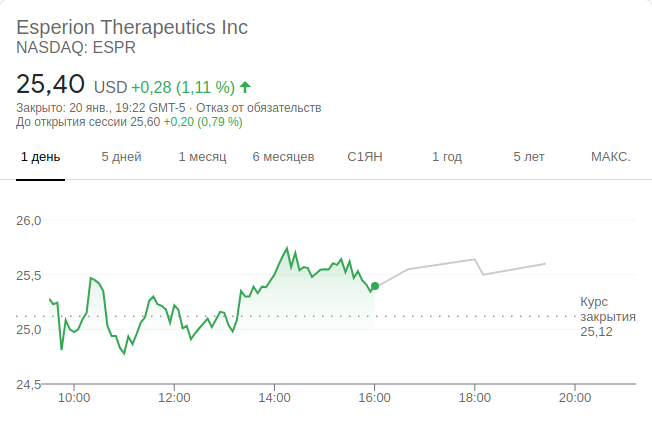 Esperion Therapeutics Inc
NASDAQ: ESPR
25,40 USD +0,28 (1,11 %)
Закрыто: 20 янв., 19:22 GMT-5 · Отказ от обязательств
До открытия сессии 25,60 +0,20 (0,79 %)
1 день 5 дней 1 месяц 6 месяцев С1ЯН 1 год 5 лет МАКС.
26,0
25,5
25,0
24,5
Курс
закрытия
25,12
10:00 12:00 14:00 16:00 18:00 20:00